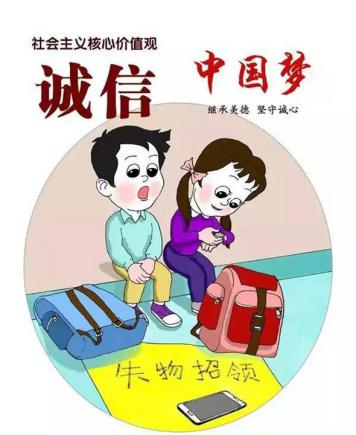 社会主义核心价值观
诚信
中国梦
继承美德 坚守诚心
失物招领